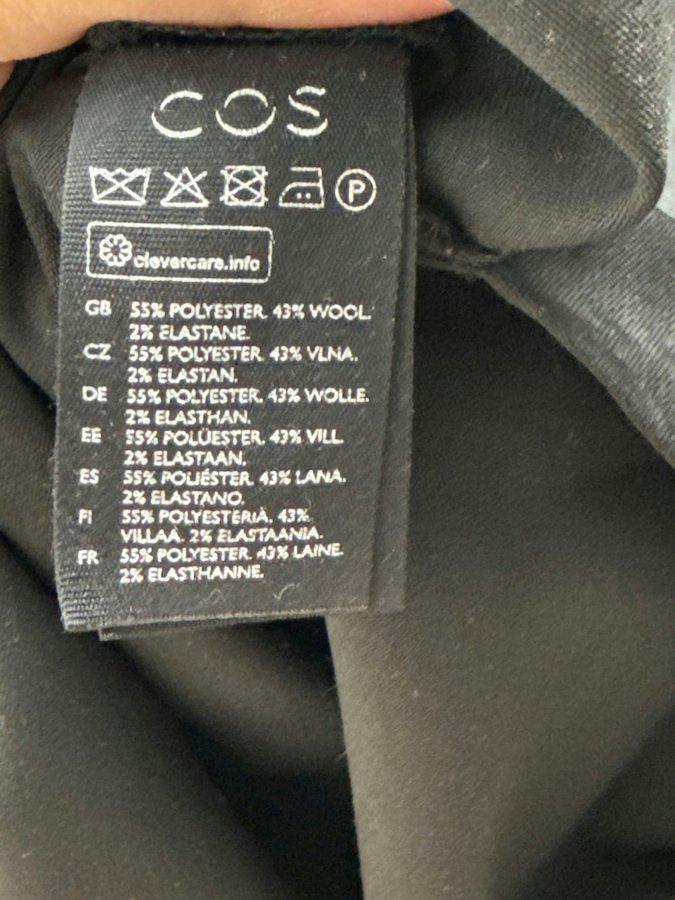 COS
P
clevercare.info
GB 55% POLYESTER. 43% WOOL.
2% ELASTANE.
CZ 55% POLYESTER. 43% VLNA.
2% ELASTAN.
DE 55% POLYESTER. 43% WOLLE.
2% ELASTHAN.
EE 55% POLÜESTER. 43% VILL.
2% ELASTAAN.
ES 55% POLIÉSTER. 43% LANA.
2% ELASTANO.
FI 55% POLYESTERIÄ. 43%
VILLAÄ. 2% ELASTAANIA.
FR 55% POLYESTER. 43% LAINE.
2% ELASTHANNE.